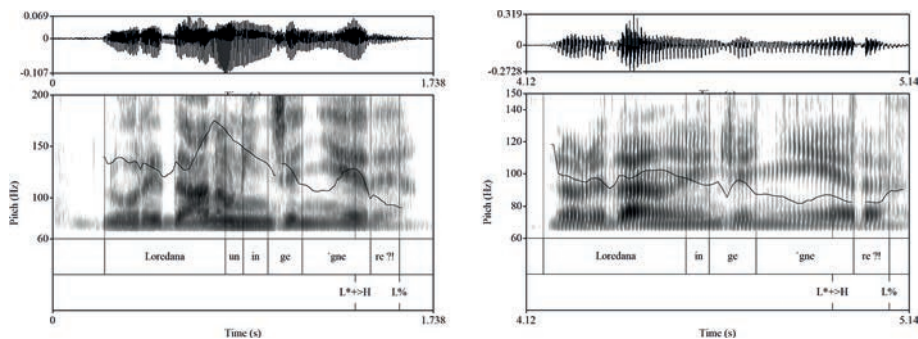 0.069
-0.107
0
1.738
Time (s)
200
150
100
60
Pitch (Hz)
Loredana un in ge 'gne re ?!
L*+>H L%
0
1.738
Time (s)
0.319
0
-0.2728
4.12
5.14
Time (s)
150
120
100
80
60
Pitch (Hz)
Loredana in ge 'gne re ?!
L*+>H L%
4.12
5.14
Time (s)